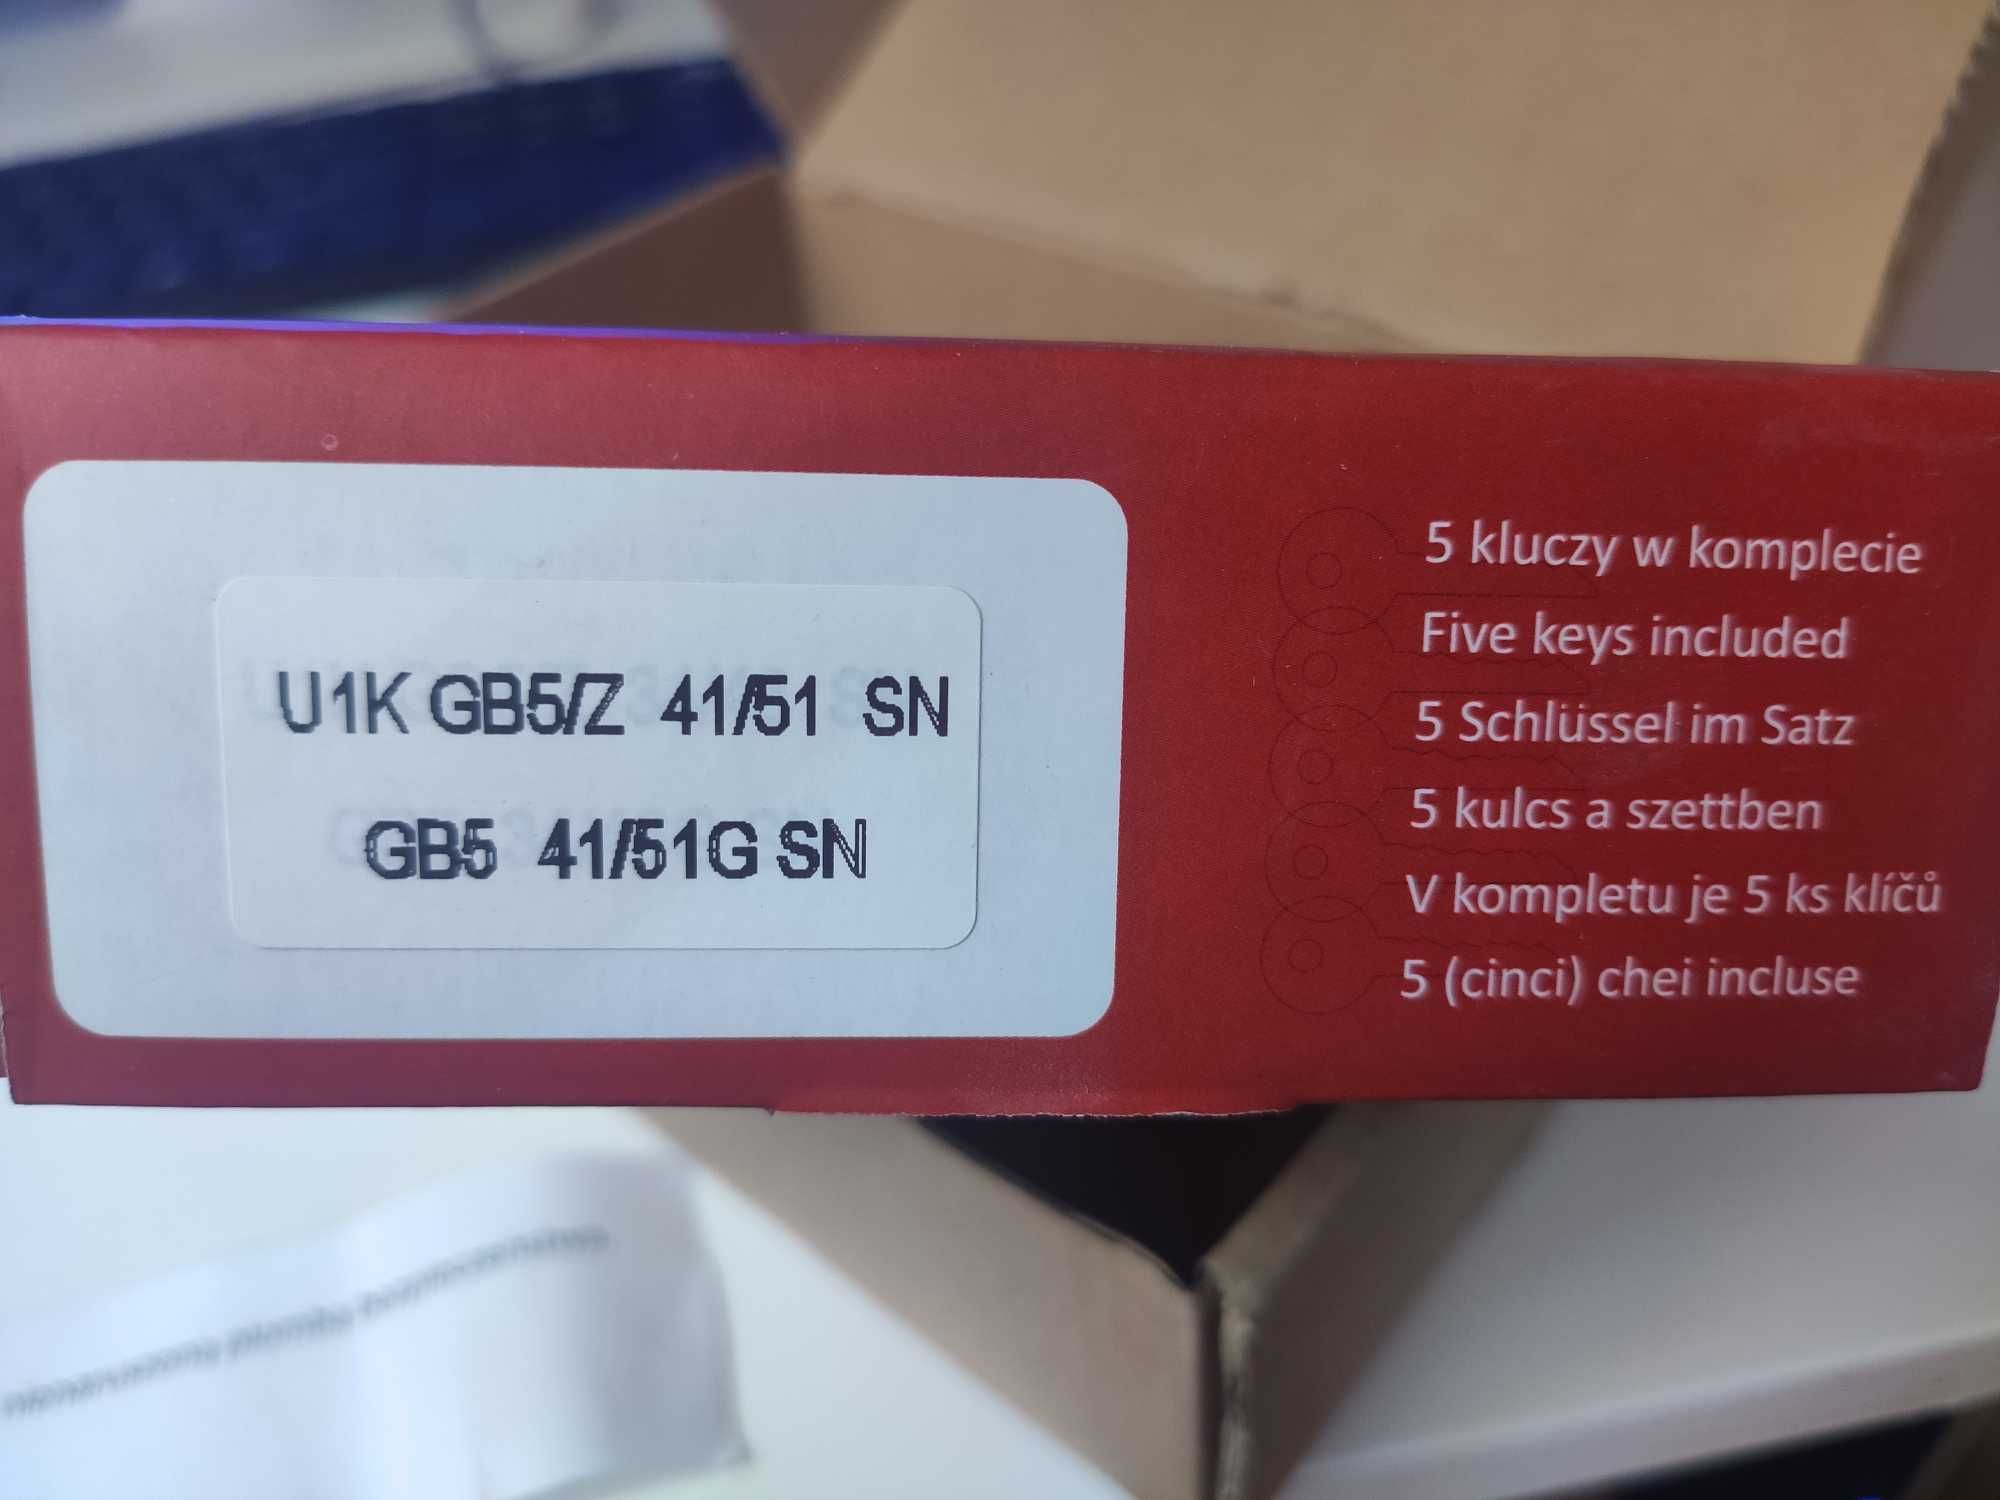 U1K GB5/Z 41/51 SN
GB5 41/51G SN
5 kluczy w komplecie
Five keys included
5 Schlüssel im Satz
5 kulcs a szettben
V kompletu je 5 ks klíčů
5 (cinci) chei incluse